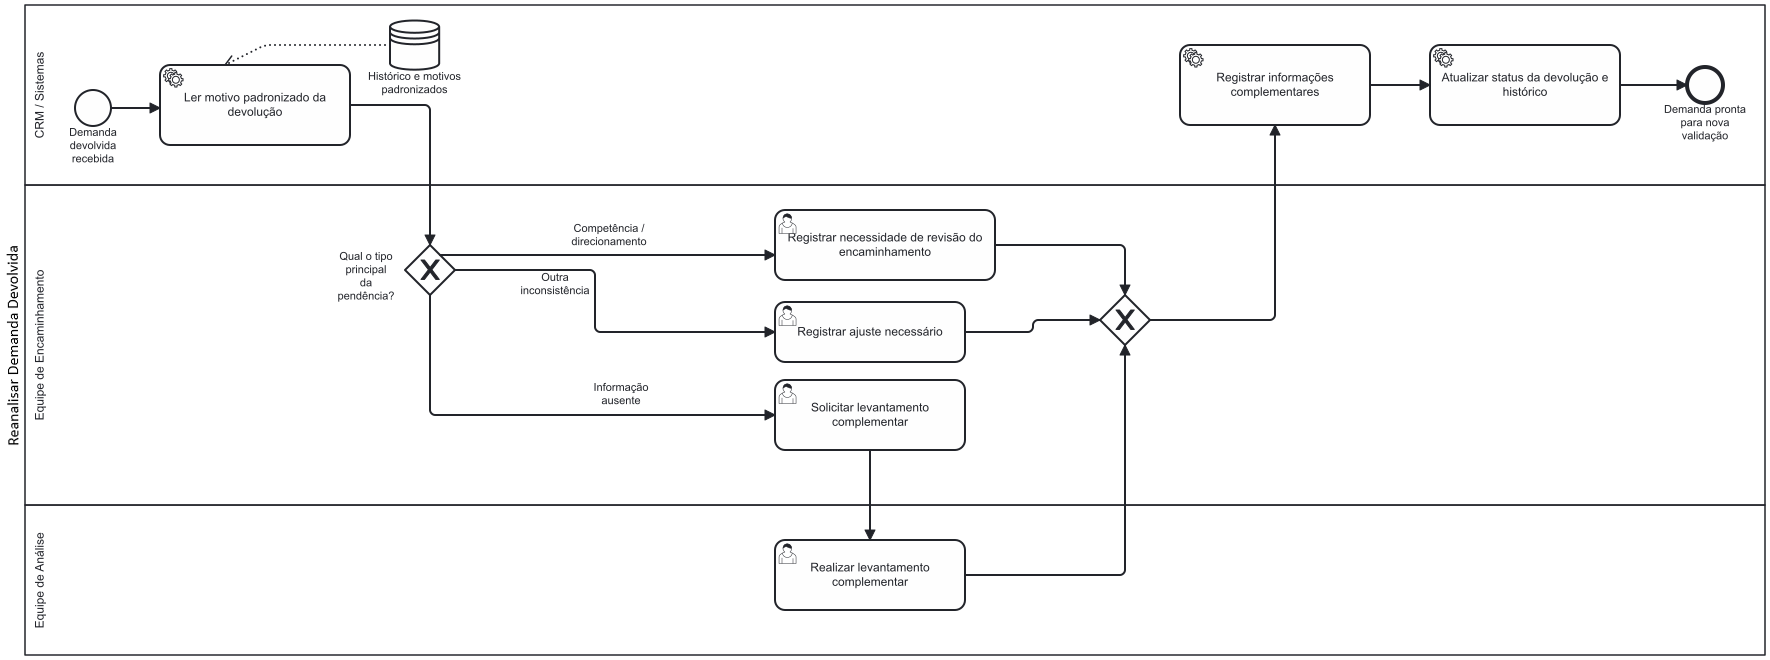 Reanalisar Demanda Devolvida
CRM / Sistemas
Demanda
devolvida
recebida
Ler motivo padronizado da
devolução
Histórico e motivos
padronizados
Registrar informações
complementares
Atualizar status da devolução e
histórico
Demanda pronta
para nova
validação
Equipe de Encaminhamento
Qual o tipo
principal
da
pendência?
Competência /
direcionamento
Registrar necessidade de revisão do
encaminhamento
Outra
inconsistência
Registrar ajuste necessário
Informação
ausente
Solicitar levantamento
complementar
Equipe de Análise
Realizar levantamento
complementar